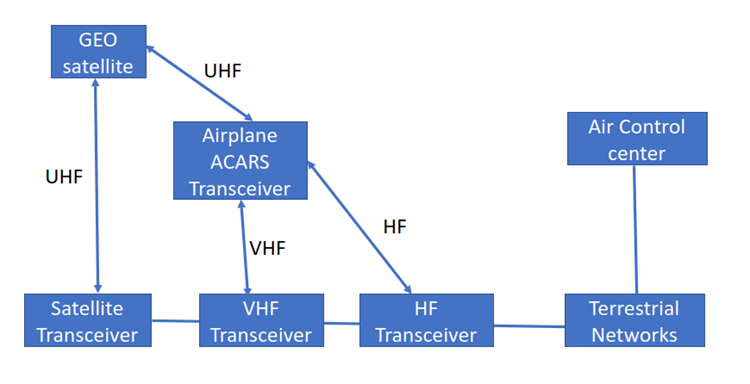 GEO
satellite
UHF
Airplane
ACARS
Transceiver
Air Control
center
UHF
HF
VHF
Satellite
Transceiver
VHF
Transceiver
HF
Transceiver
Terrestrial
Networks